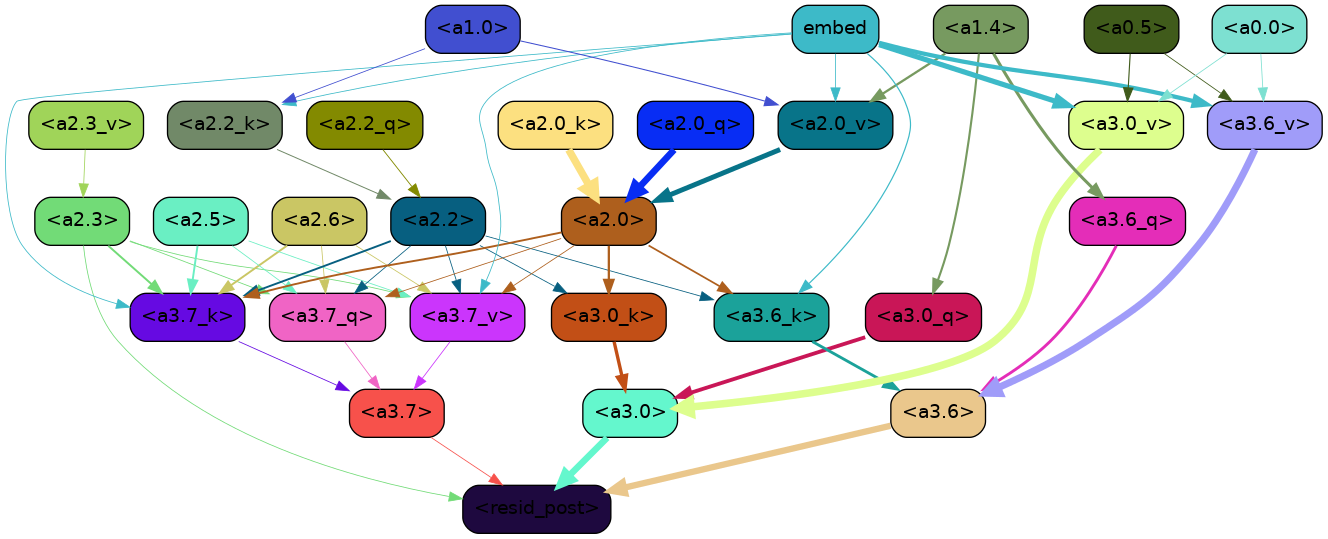 <a1.0> embed <a1.4> <a0.5> <a0.0>
<a2.3_v> <a2.2_k> <a2.2_q> <a2.0_k> <a2.0_q> <a2.0_v> <a3.0_v> <a3.6_v>
<a2.3> <a2.5> <a2.6> <a2.2> <a2.0> <a3.6_q>
<a3.7_k> <a3.7_q> <a3.7_v> <a3.0_k> <a3.6_k> <a3.0_q>
<a3.7> <a3.0> <a3.6>
<resid_post>